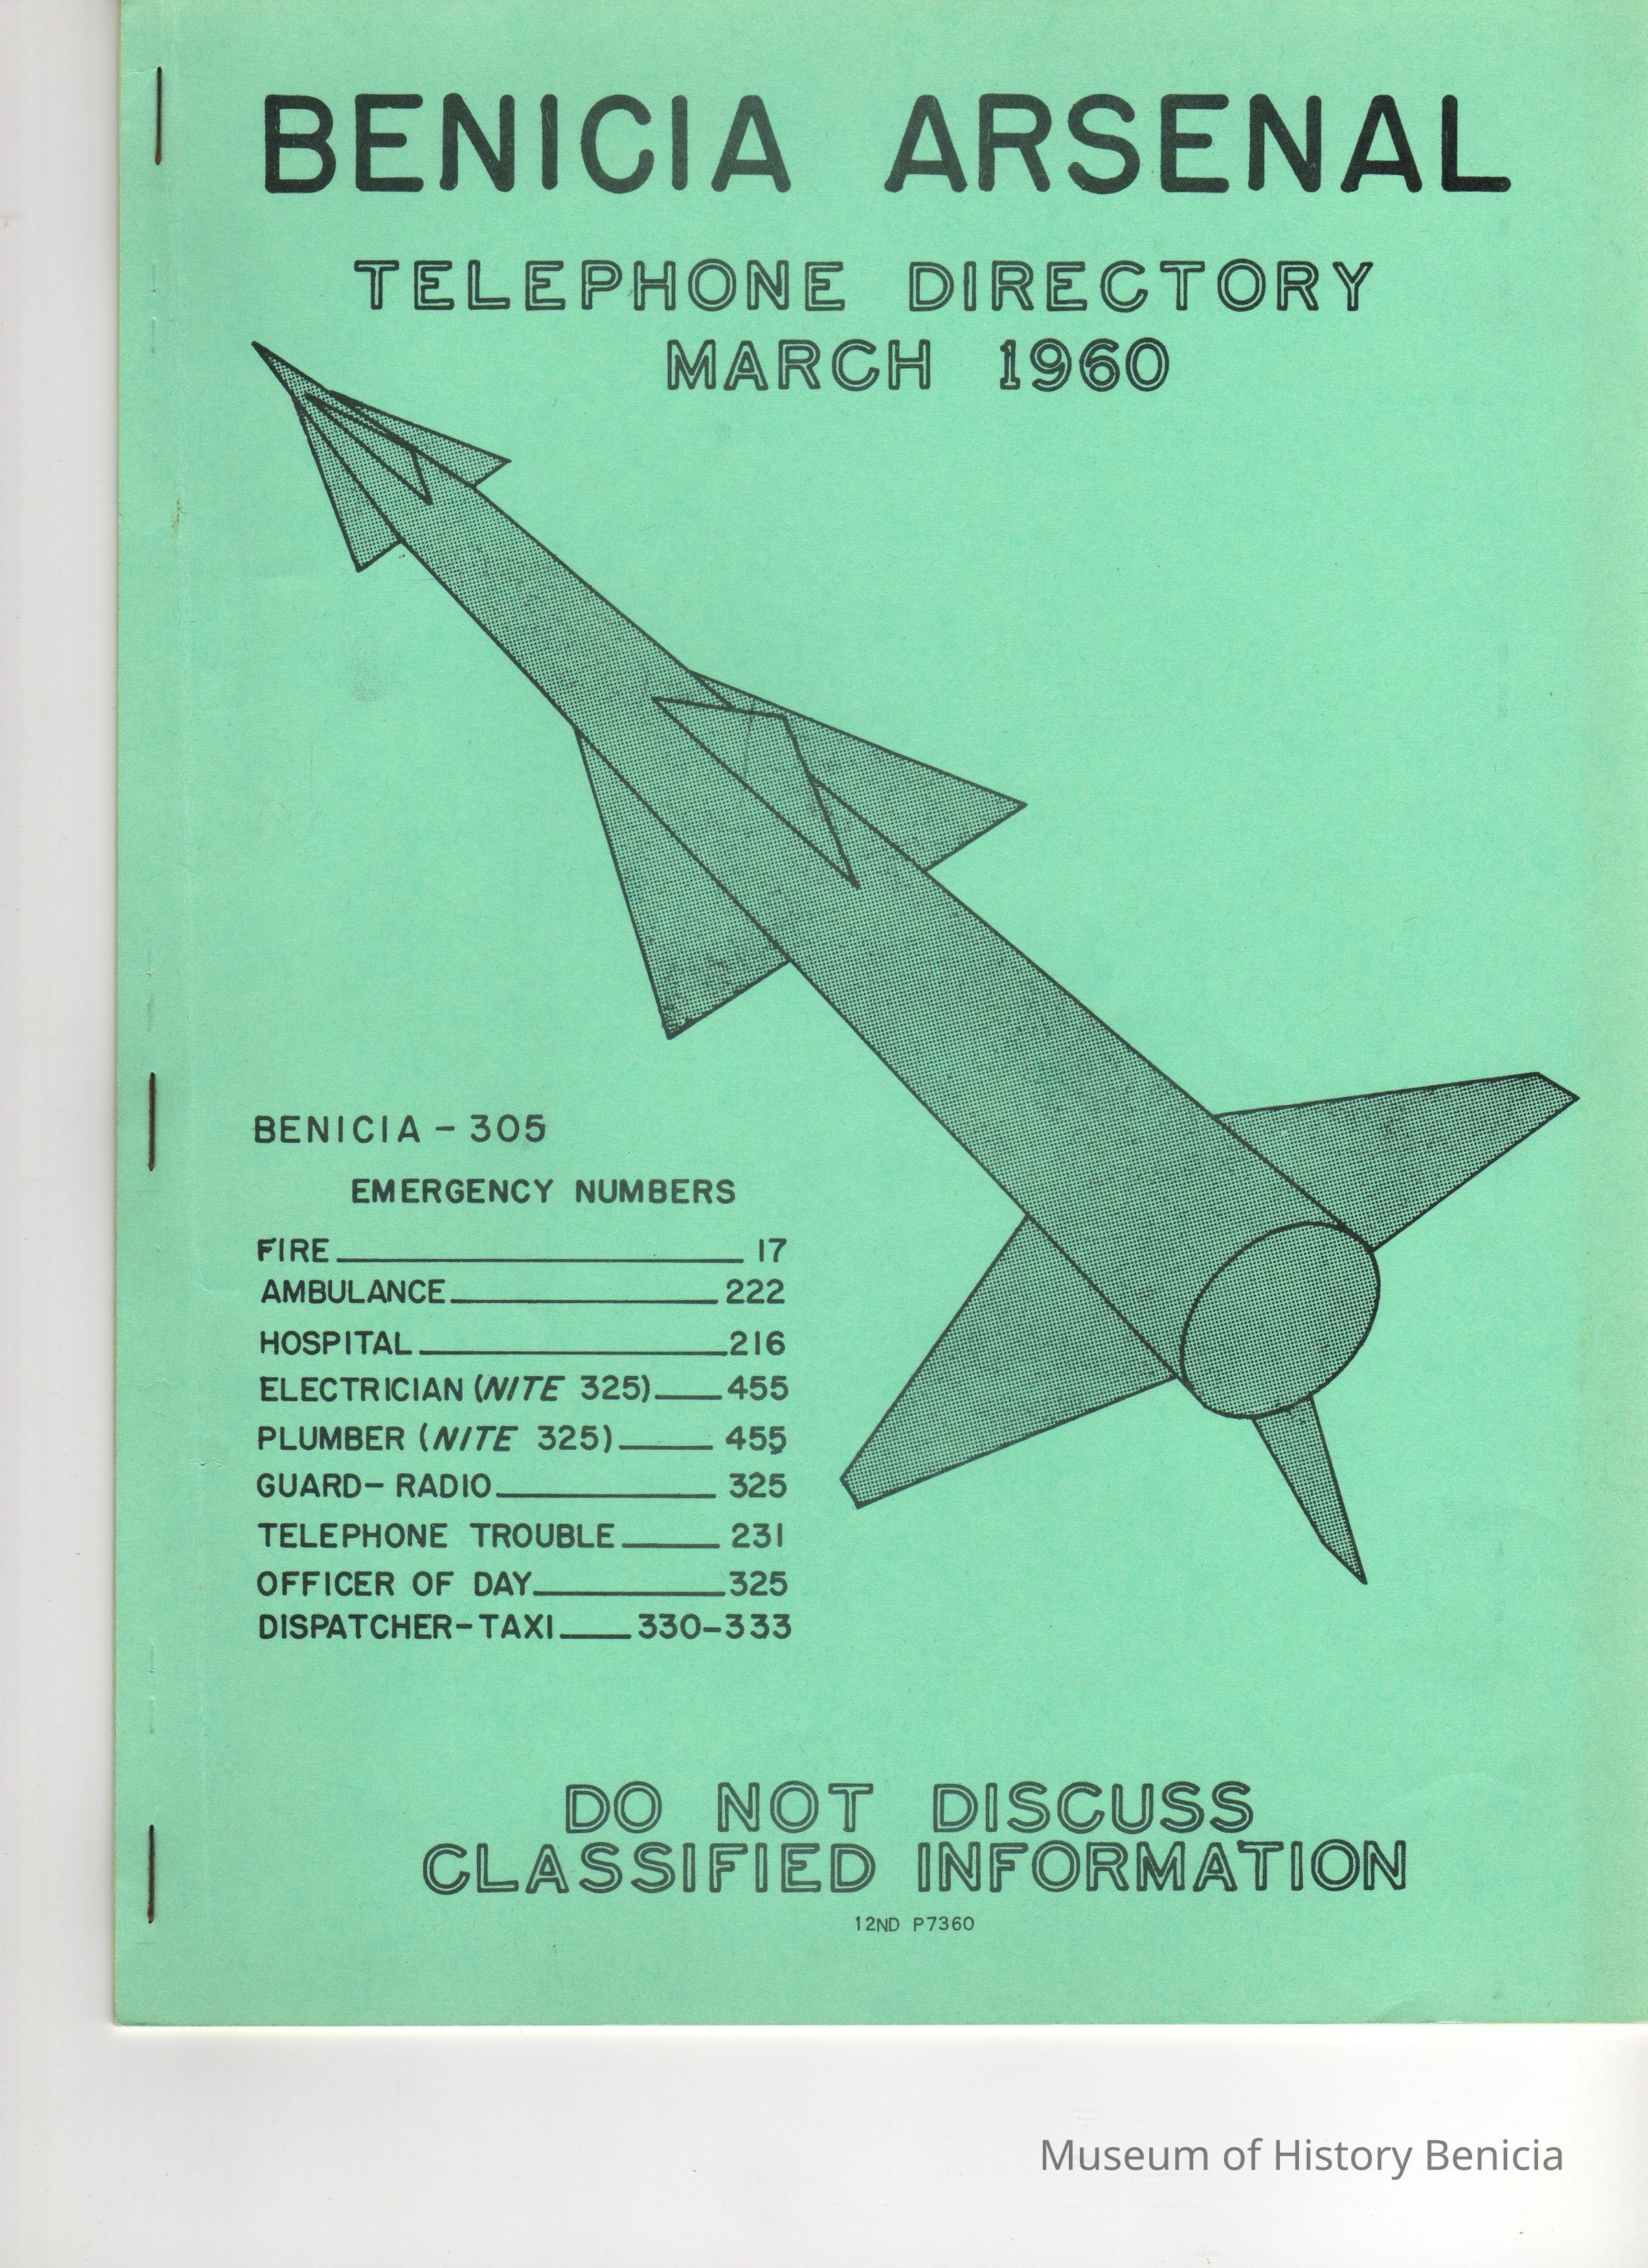 BENICIA ARSENAL
TELEPHONE DIRECTORY
MARCH 1960
BENICIA - 305
EMERGENCY NUMBERS
FIRE 17
AMBULANCE 222
HOSPITAL 216
ELECTRICIAN (NITE 325) 455
PLUMBER (NITE 325) 455
GUARD- RADIO 325
TELEPHONE TROUBLE 231
OFFICER OF DAY 325
DISPATCHER-TAXI 330-333
DO NOT DISCUSS
CLASSIFIED INFORMATION
12ND P7360
Museum of History Benicia